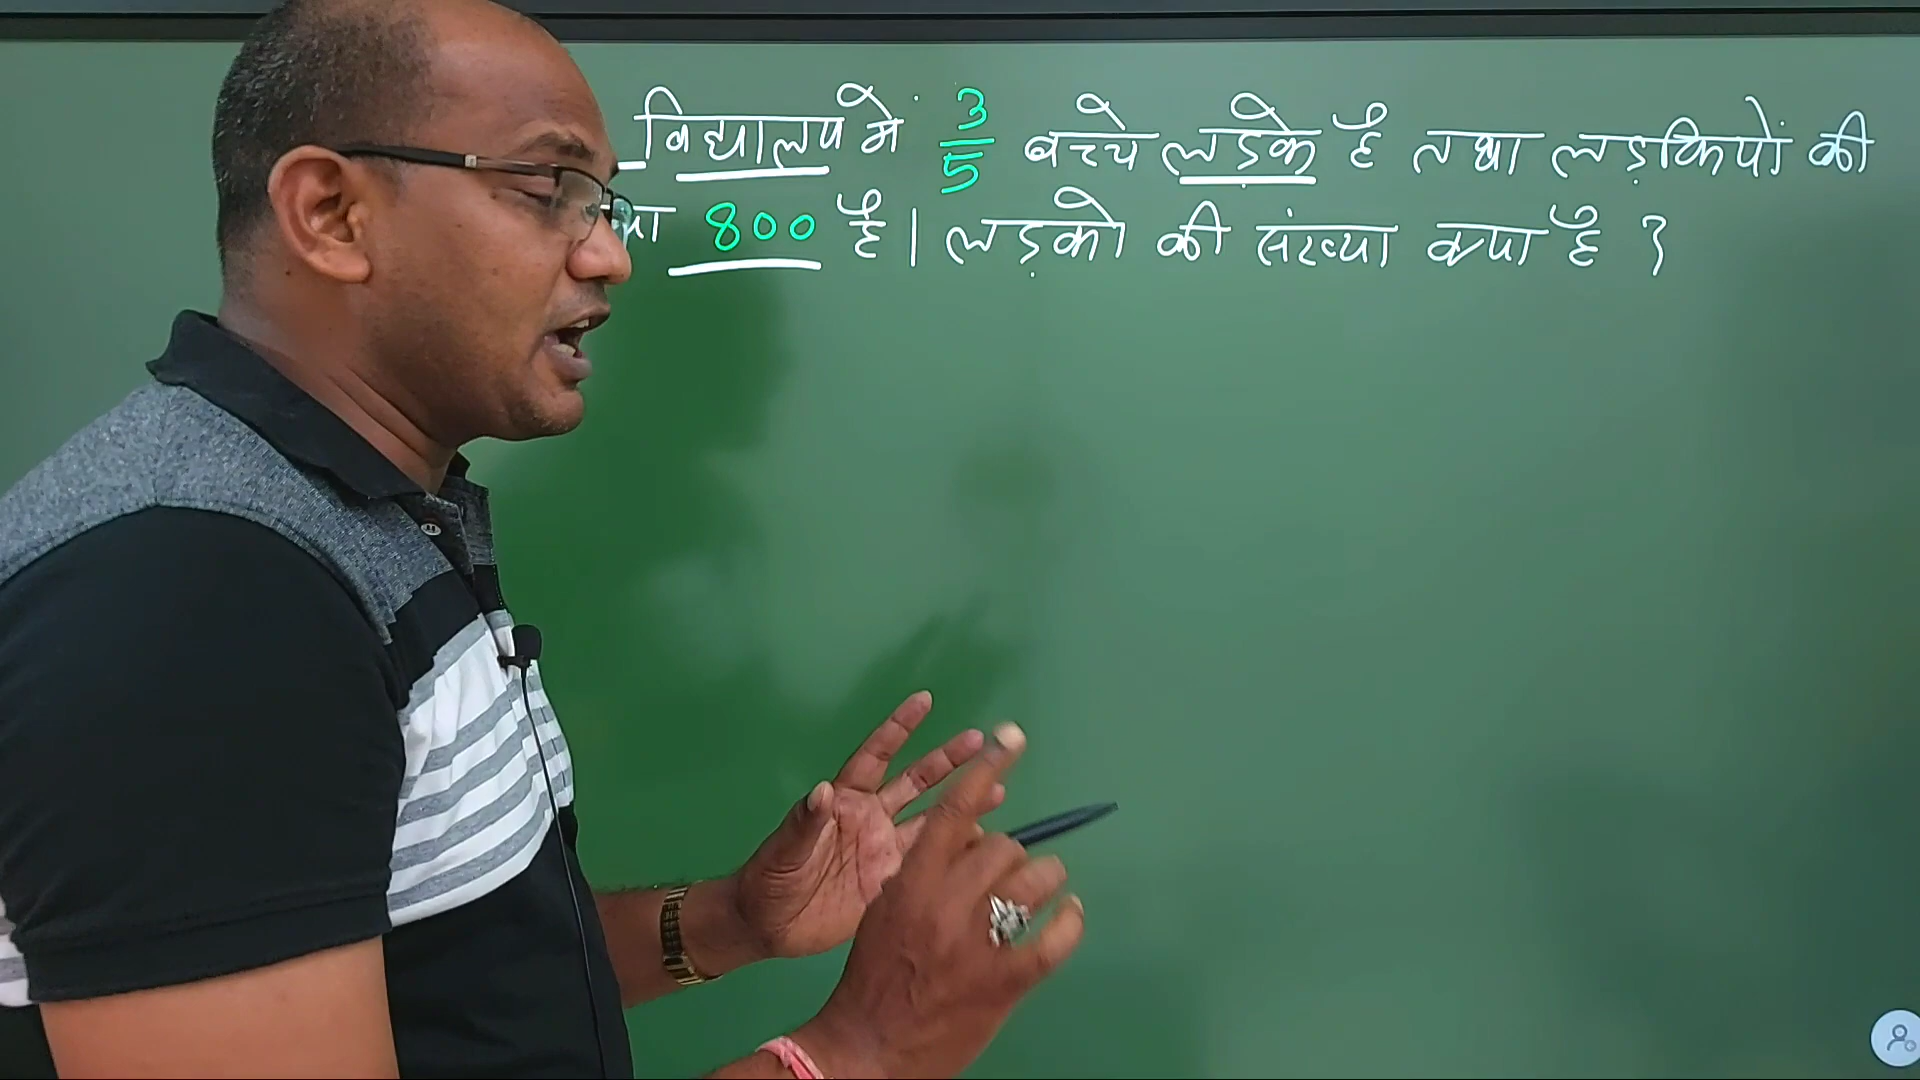 विद्यालय में 3/5 बच्चे लड़के है तथा लड़कियों की
800 है । लड़को की संख्या क्या है ?